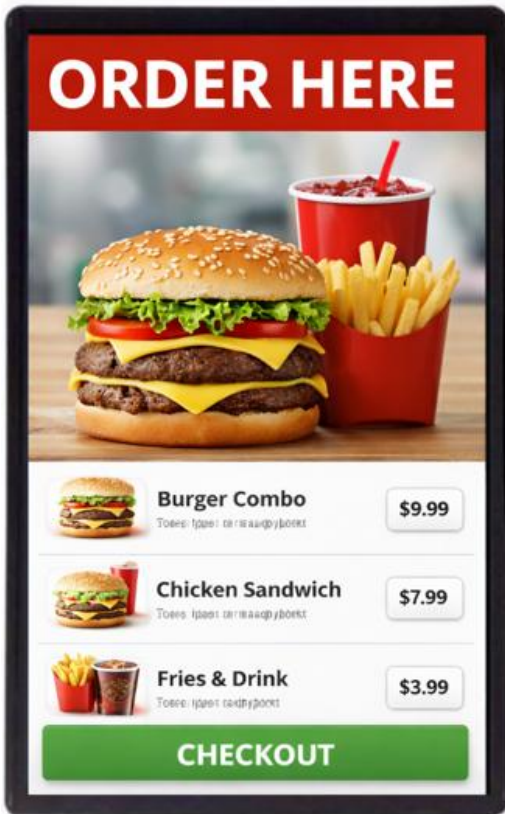 ORDER HERE
Burger Combo
$9.99
Chicken Sandwich
$7.99
Fries & Drink
$3.99
CHECKOUT